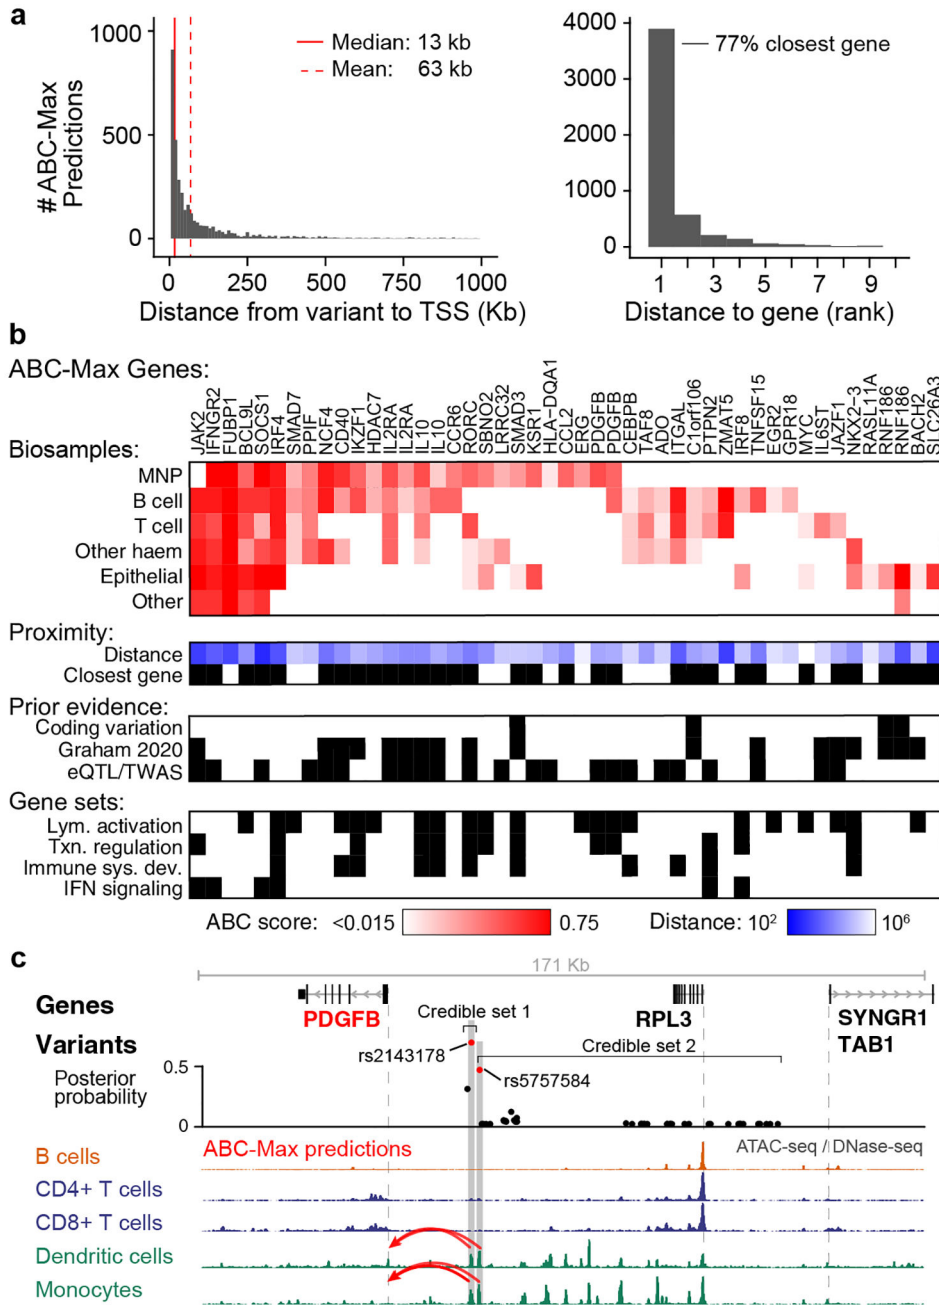 a
1000
500
0
# ABC-Max
Predictions
Median: 13 kb
Mean: 63 kb
0 250 500 750 1000
Distance from variant to TSS (Kb)
4000
3000
2000
1000
0
77% closest gene
1 3 5 7 9
Distance to gene (rank)
b
ABC-Max Genes:
JAK2
IFNGR2
FUBP1
BCL9L
SOCS1
IRF4
SMAD7
PPIF
NCF4
CD40
IKZF1
HDAC7
IL2RA
IL2RA
IL10
IL10
CCR6
RORC
SBNO2
LRRC32
SMAD3
KSR1
HLA-DQA1
CCL2
ERG
PDGFB
PDGFB
CEBPB
TAF8
ADO
ITGAL
C1orf106
PTPN2
ZMAT5
IRF8
TNFSF15
EGR2
GPR18
MYC
IL6ST
JAZF1
NKX2-3
RASL11A
RNF186
RNF186
BACH2
SLC26A3
Biosamples:
MNP
B cell
T cell
Other haem
Epithelial
Other
Proximity:
Distance
Closest gene
Prior evidence:
Coding variation
Graham 2020
eQTL/TWAS
Gene sets:
Lym. activation
Txn. regulation
Immune sys. dev.
IFN signaling
ABC score: <0.015 0.75 Distance: 10² 10⁶
c
171 Kb
Genes
PDGFB
RPL3
SYNGR1
TAB1
Variants
Credible set 1
Credible set 2
rs2143178
rs5757584
Posterior
probability
0.5
0
ABC-Max predictions
ATAC-seq / DNase-seq
B cells
CD4+ T cells
CD8+ T cells
Dendritic cells
Monocytes